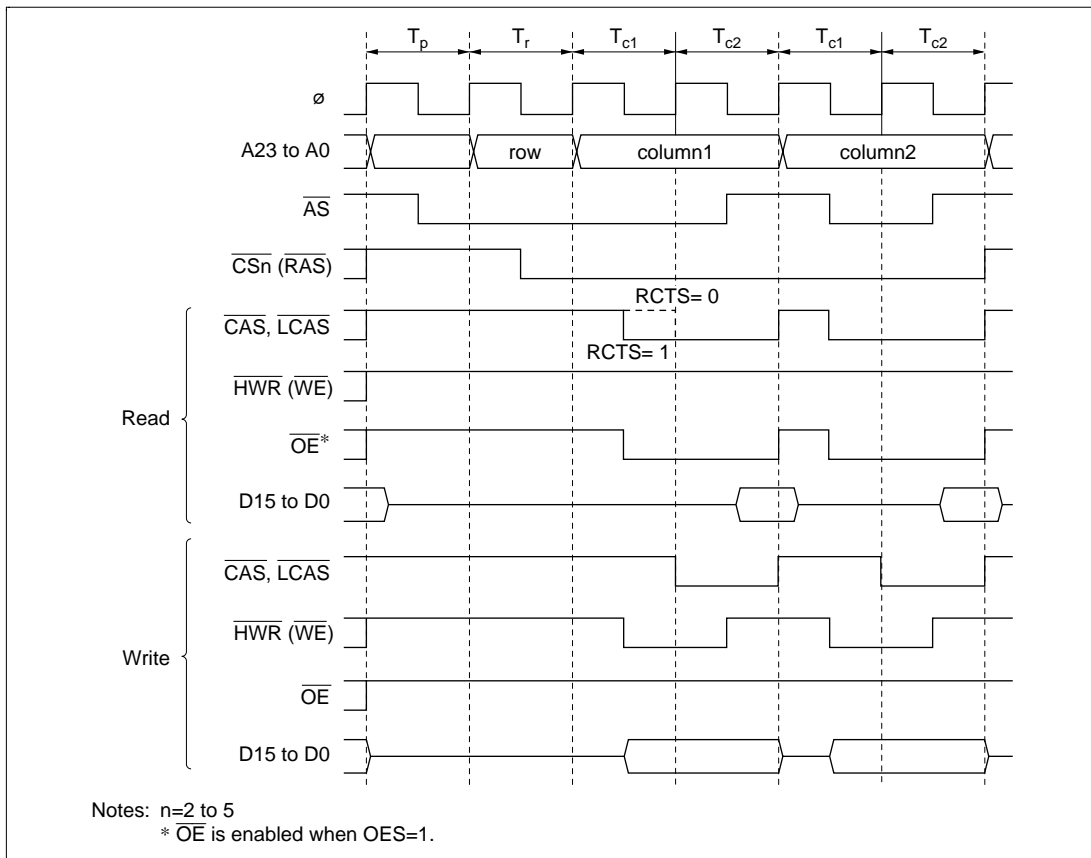 Tp Tr Tc1 Tc2 Tc1 Tc2
ø
A23 to A0 row column1 column2
AS
CSn (RAS)
RCTS= 0
CAS, LCAS
RCTS= 1
HWR (WE)
Read
OE*
D15 to D0
CAS, LCAS
HWR (WE)
Write
OE
D15 to D0
Notes: n=2 to 5
* OE is enabled when OES=1.